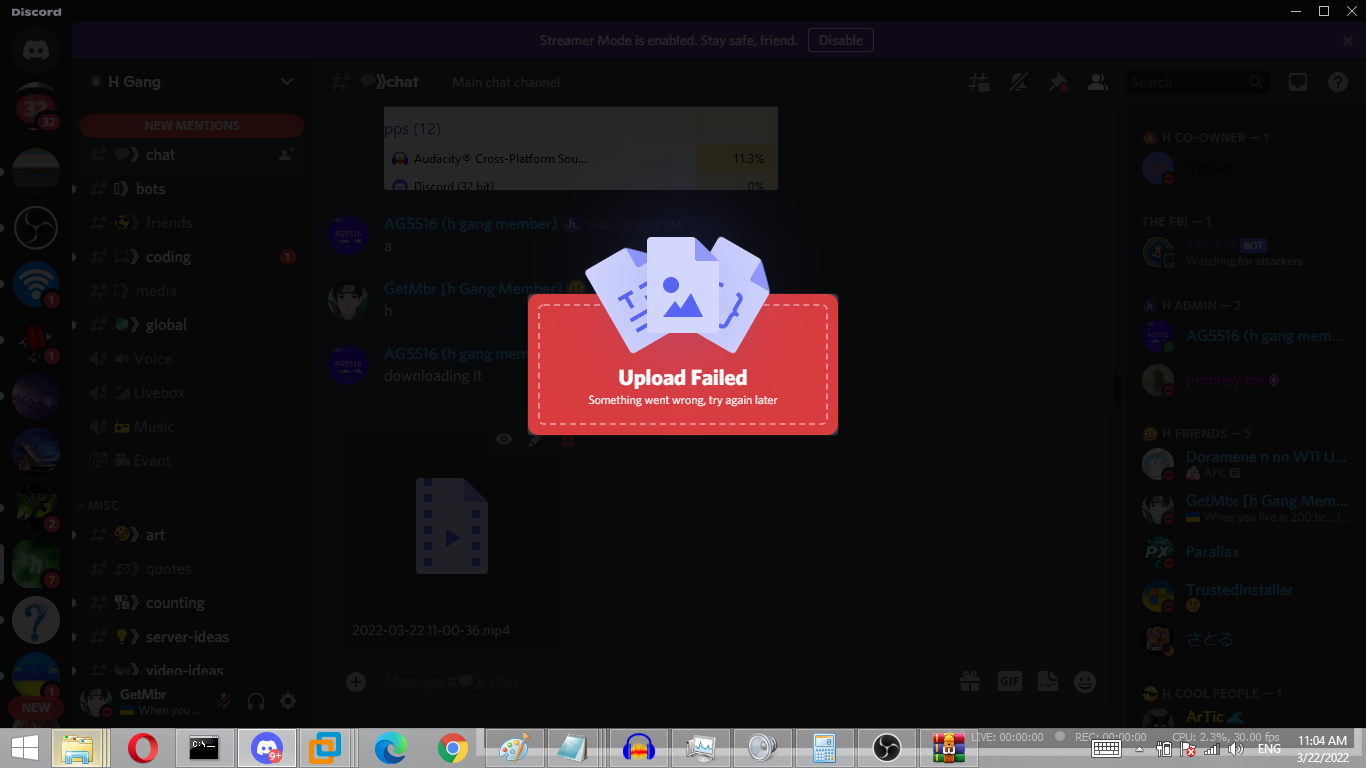 Discord
Streamer Mode is enabled. Stay safe, friend.
Disable
H Gang
chat
Main chat channel
Search
32
NEW MENTIONS
chat
bots
friends
coding
1
media
global
Voice
Livebox
Music
Event
MISC
art
quotes
counting
server-ideas
video-ideas
1
1
2
7
1
NEW
GetMbr
When you ...
pps (12)
Audacity® Cross-Platform Sou...
11.3%
Discord (32 bit)
0%
AG5516 (h gang member)
Today at 10:55 AM
a
GetMbr [h Gang Member]
h
AG5516 (h gang mem
downloading it
Upload Failed
Something went wrong, try again later
2022-03-22 11-00-36.mp4
Message #
chat
GIF
H CO-OWNER — 1
THE FBI — 1
BOT
Watching for attackers
H ADMIN — 2
AG5516 (h gang mem...
j-money ice
H FRIENDS — 5
Doramene n nn W11 U...
AFK
GetMbr [h Gang Mem...
When you live in 200 bc...
Parallax
TrustedInstaller
さとる
H COOL PEOPLE — 1
ArTic
9+
LIVE: 00:00:00
REC: 00:00:00
CPU: 2.3%, 30.00 fps
ENG
11:04 AM
3/22/2022